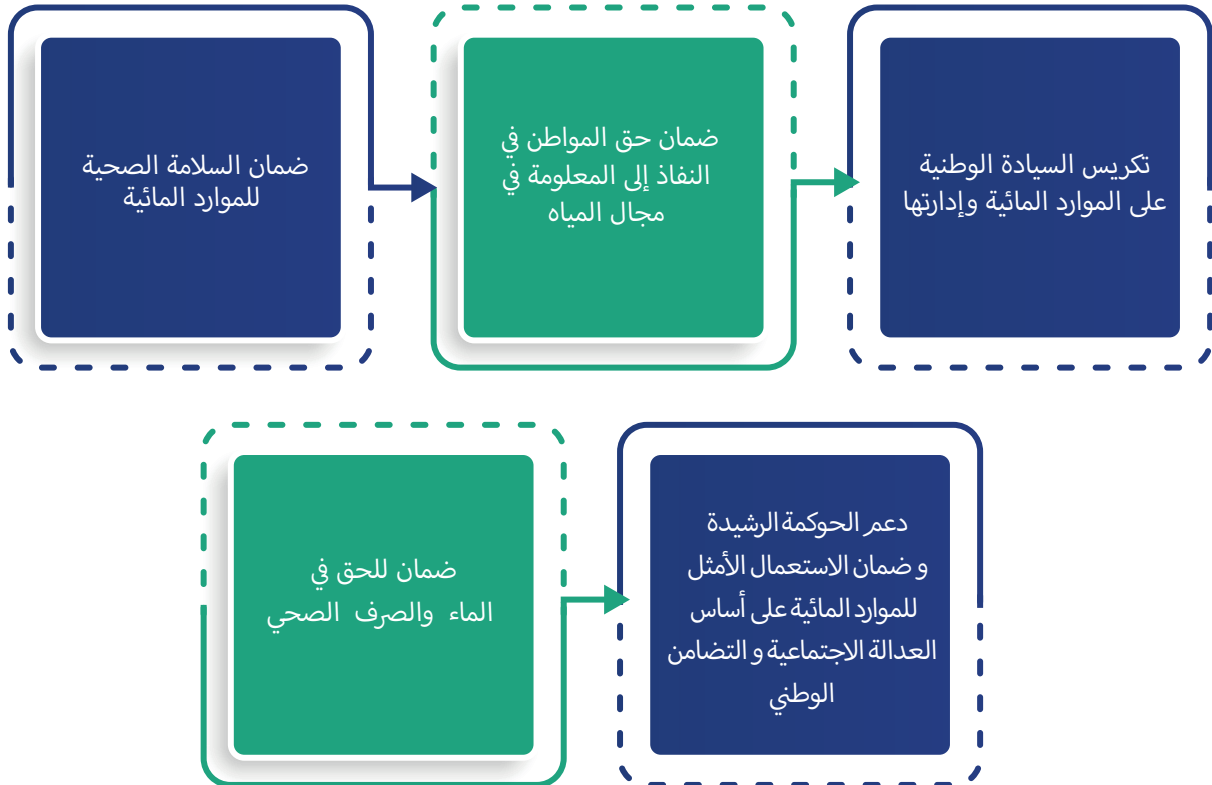 تكريس السيادة الوطنية
على الموارد المائية وإدارتها
ضمان حق المواطن في
النفاذ إلى المعلومة في
مجال المياه
ضمان السلامة الصحية
للموارد المائية
دعم الحوكمة الرشيدة
و ضمان الاستعمال الأمثل
للموارد المائية على أساس
العدالة الاجتماعية و التضامن
الوطني
ضمان للحق في
الماء والصرف الصحي